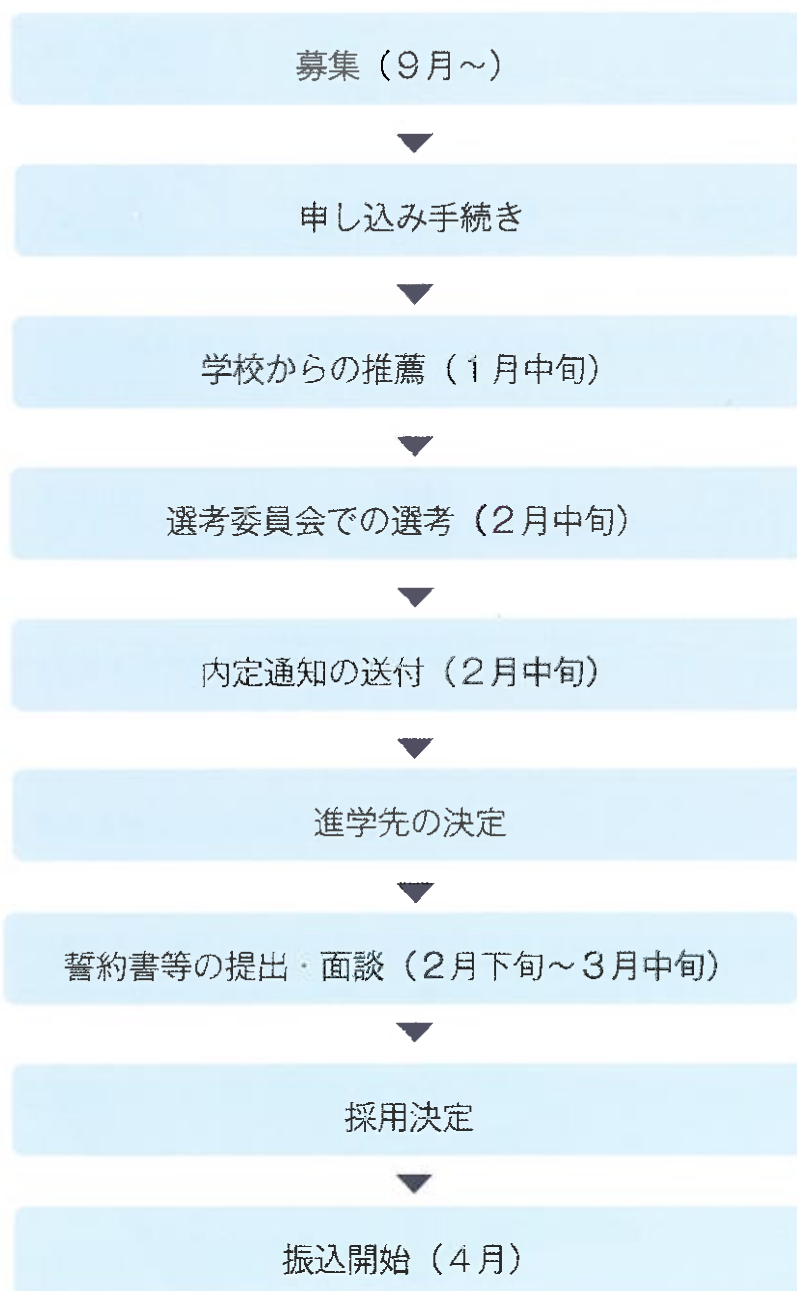 募集（９月～）
申し込み手続き
学校からの推薦（１月中旬）
選考委員会での選考（２月中旬）
内定通知の送付（２月中旬）
進学先の決定
誓約書等の提出・面談（２月下旬～３月中旬）
採用決定
振込開始（４月）